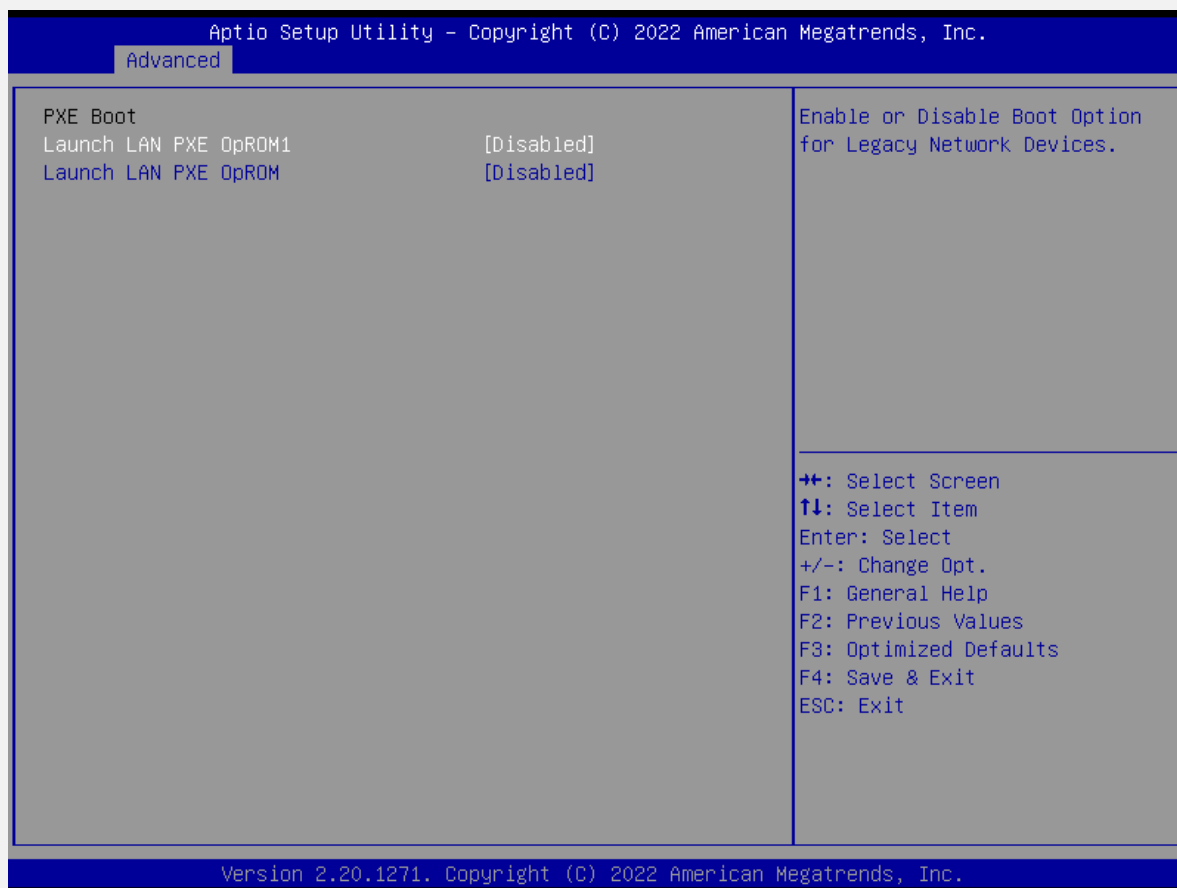 Aptio Setup Utility – Copyright (C) 2022 American Megatrends, Inc.
Advanced
PXE Boot
Launch LAN PXE OpROM1 [Disabled]
Launch LAN PXE OpROM [Disabled]
Enable or Disable Boot Option
for Legacy Network Devices.
→←: Select Screen
↑↓: Select Item
Enter: Select
+/-: Change Opt.
F1: General Help
F2: Previous Values
F3: Optimized Defaults
F4: Save & Exit
ESC: Exit
Version 2.20.1271. Copyright (C) 2022 American Megatrends, Inc.